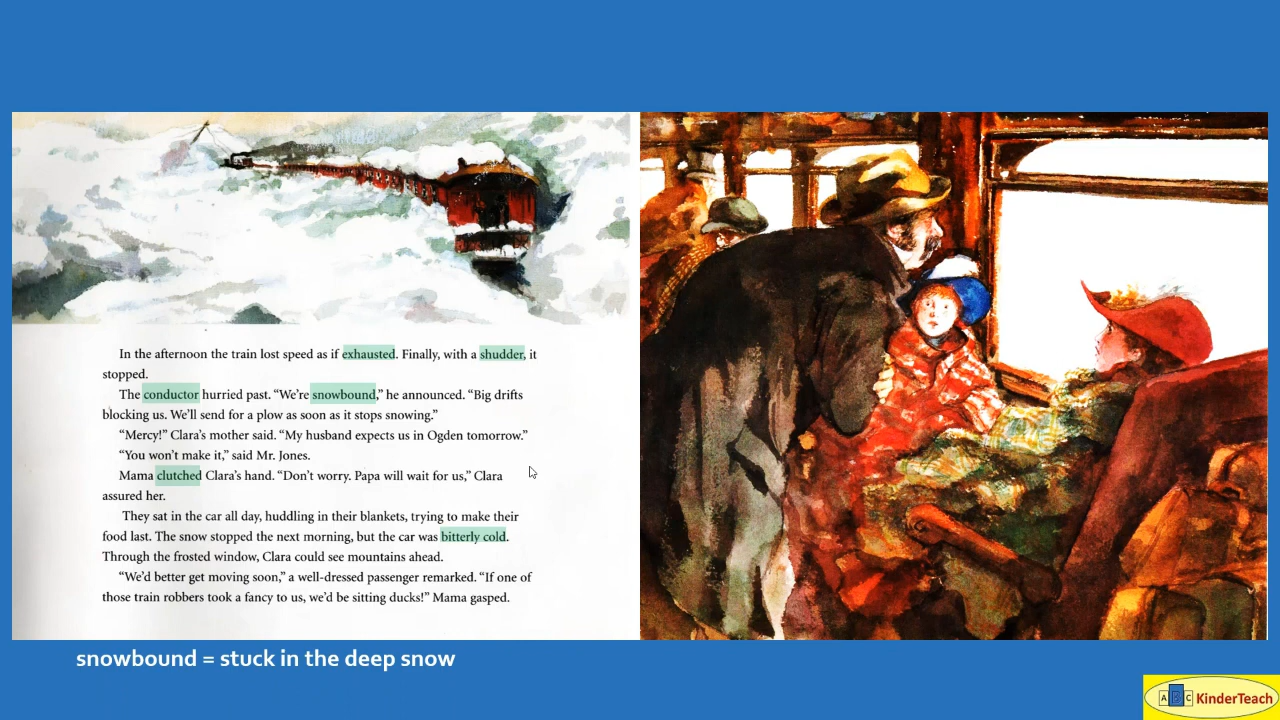 In the afternoon the train lost speed as if exhausted. Finally, with a shudder, it
stopped.
The conductor hurried past. “We’re snowbound,” he announced. “Big drifts
blocking us. We’ll send for a plow as soon as it stops snowing.”
“Mercy!” Clara’s mother said. “My husband expects us in Ogden tomorrow.”
“You won’t make it,” said Mr. Jones.
Mama clutched Clara’s hand. “Don’t worry. Papa will wait for us,” Clara
assured her.
They sat in the car all day, huddling in their blankets, trying to make their
food last. The snow stopped the next morning, but the car was bitterly cold.
Through the frosted window, Clara could see mountains ahead.
“We’d better get moving soon,” a well-dressed passenger remarked. “If one of
those train robbers took a fancy to us, we’d be sitting ducks!” Mama gasped.
snowbound = stuck in the deep snow
ABC KinderTeach